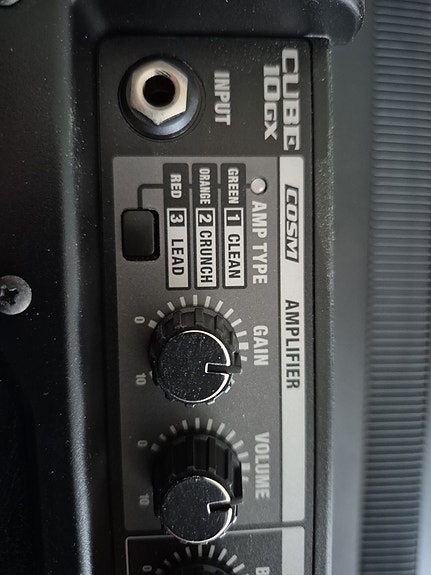 CUBE
10GX
INPUT
COSM AMPLIFIER
AMP TYPE
GREEN 1 CLEAN
ORANGE 2 CRUNCH
RED 3 LEAD
GAIN
0 10
VOLUME
0 10
0